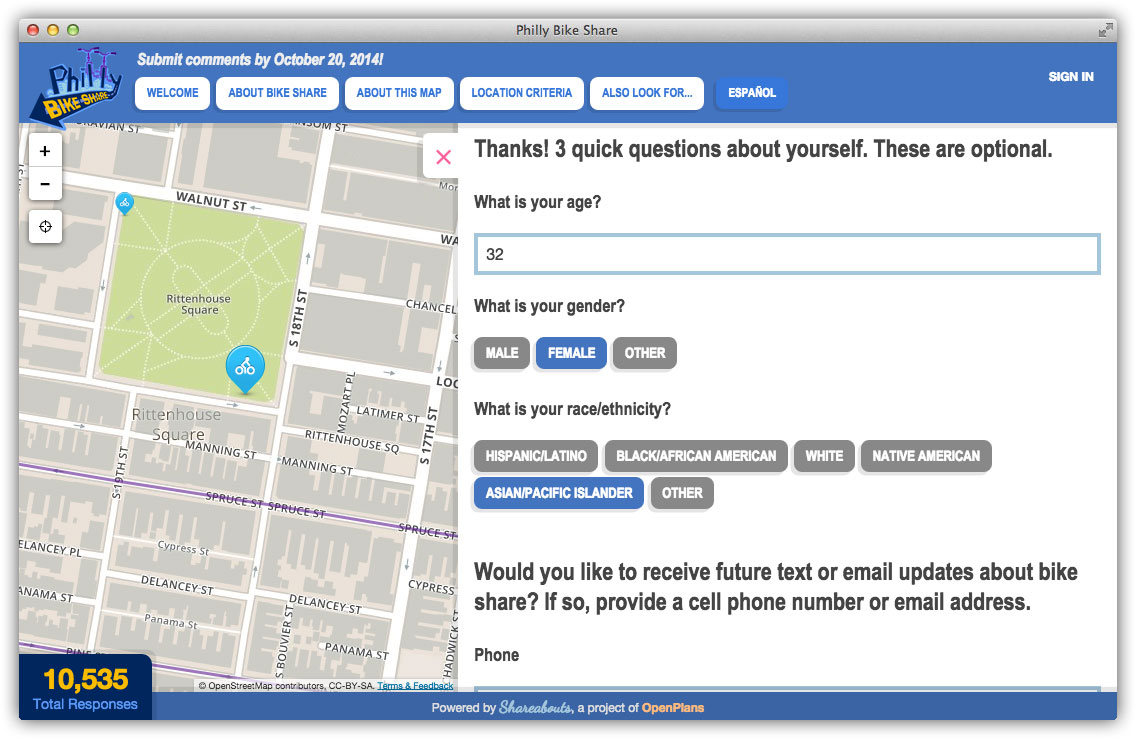 Philly Bike Share
Philly
BIKE SHARE
Submit comments by October 20, 2014!
WELCOME
ABOUT BIKE SHARE
ABOUT THIS MAP
LOCATION CRITERIA
ALSO LOOK FOR...
ESPAÑOL
SIGN IN
+
−
WALNUT ST
Rittenhouse
Square
S 18TH ST
CHANCEL
MOZART PL
LATIMER ST
S 17TH ST
Rittenhouse
Square
RITTENHOUSE SQ
MANNING ST
MANNING ST
S 19TH ST
SPRUCE ST
SPRUCE ST
SPRUCE ST
ELANCEY PL
Cypress St
CYPRESS
DELANCEY ST
DELANCEY ST
ANAMA ST
Panama St
S BOUVIER ST
PANAMA ST
HADWICK S
10,535
Total Responses
© OpenStreetMap contributors, CC-BY-SA. Terms & Feedback
Thanks! 3 quick questions about yourself. These are optional.
What is your age?
32
What is your gender?
MALE
FEMALE
OTHER
What is your race/ethnicity?
HISPANIC/LATINO
BLACK/AFRICAN AMERICAN
WHITE
NATIVE AMERICAN
ASIAN/PACIFIC ISLANDER
OTHER
Would you like to receive future text or email updates about bike
share? If so, provide a cell phone number or email address.
Phone
Powered by Shareabouts, a project of OpenPlans